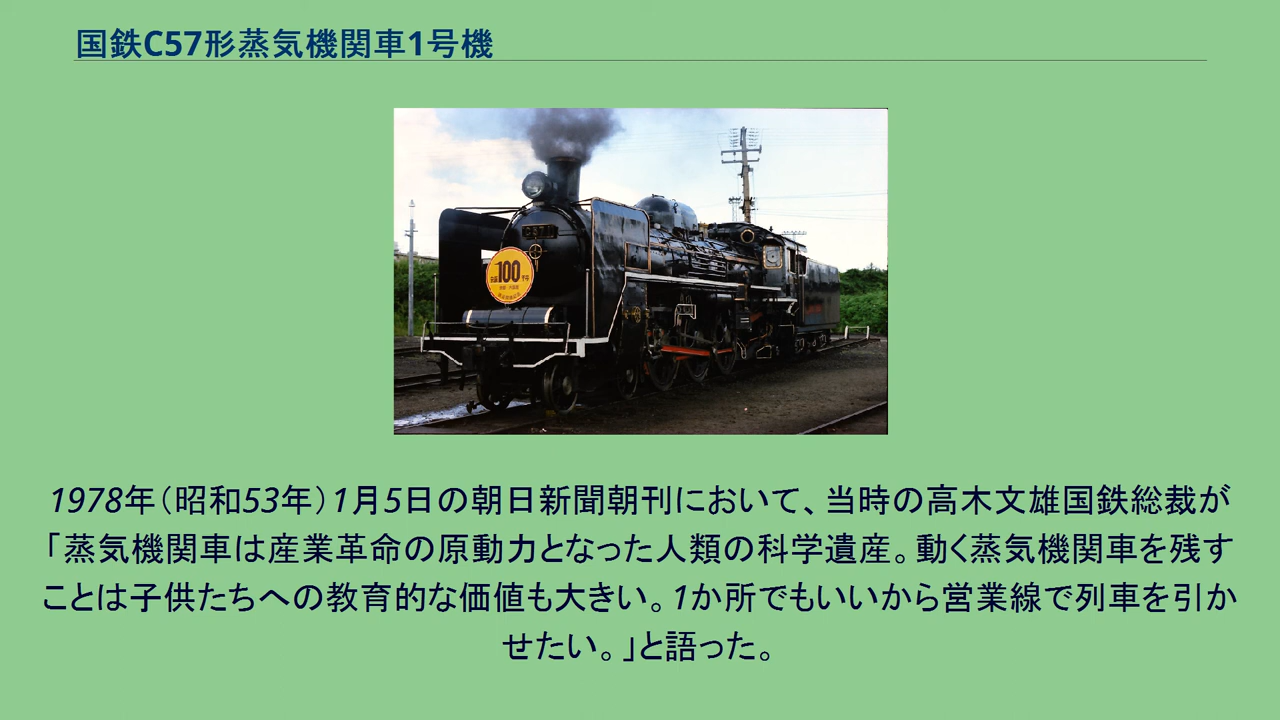 国鉄C57形蒸気機関車1号機
C571
100
1978年（昭和53年）1月5日の朝日新聞朝刊において、当時の高木文雄国鉄総裁が
「蒸気機関車は産業革命の原動力となった人類の科学遺産。動く蒸気機関車を残す
ことは子供たちへの教育的な価値も大きい。1か所でもいいから営業線で列車を引か
せたい。」と語った。